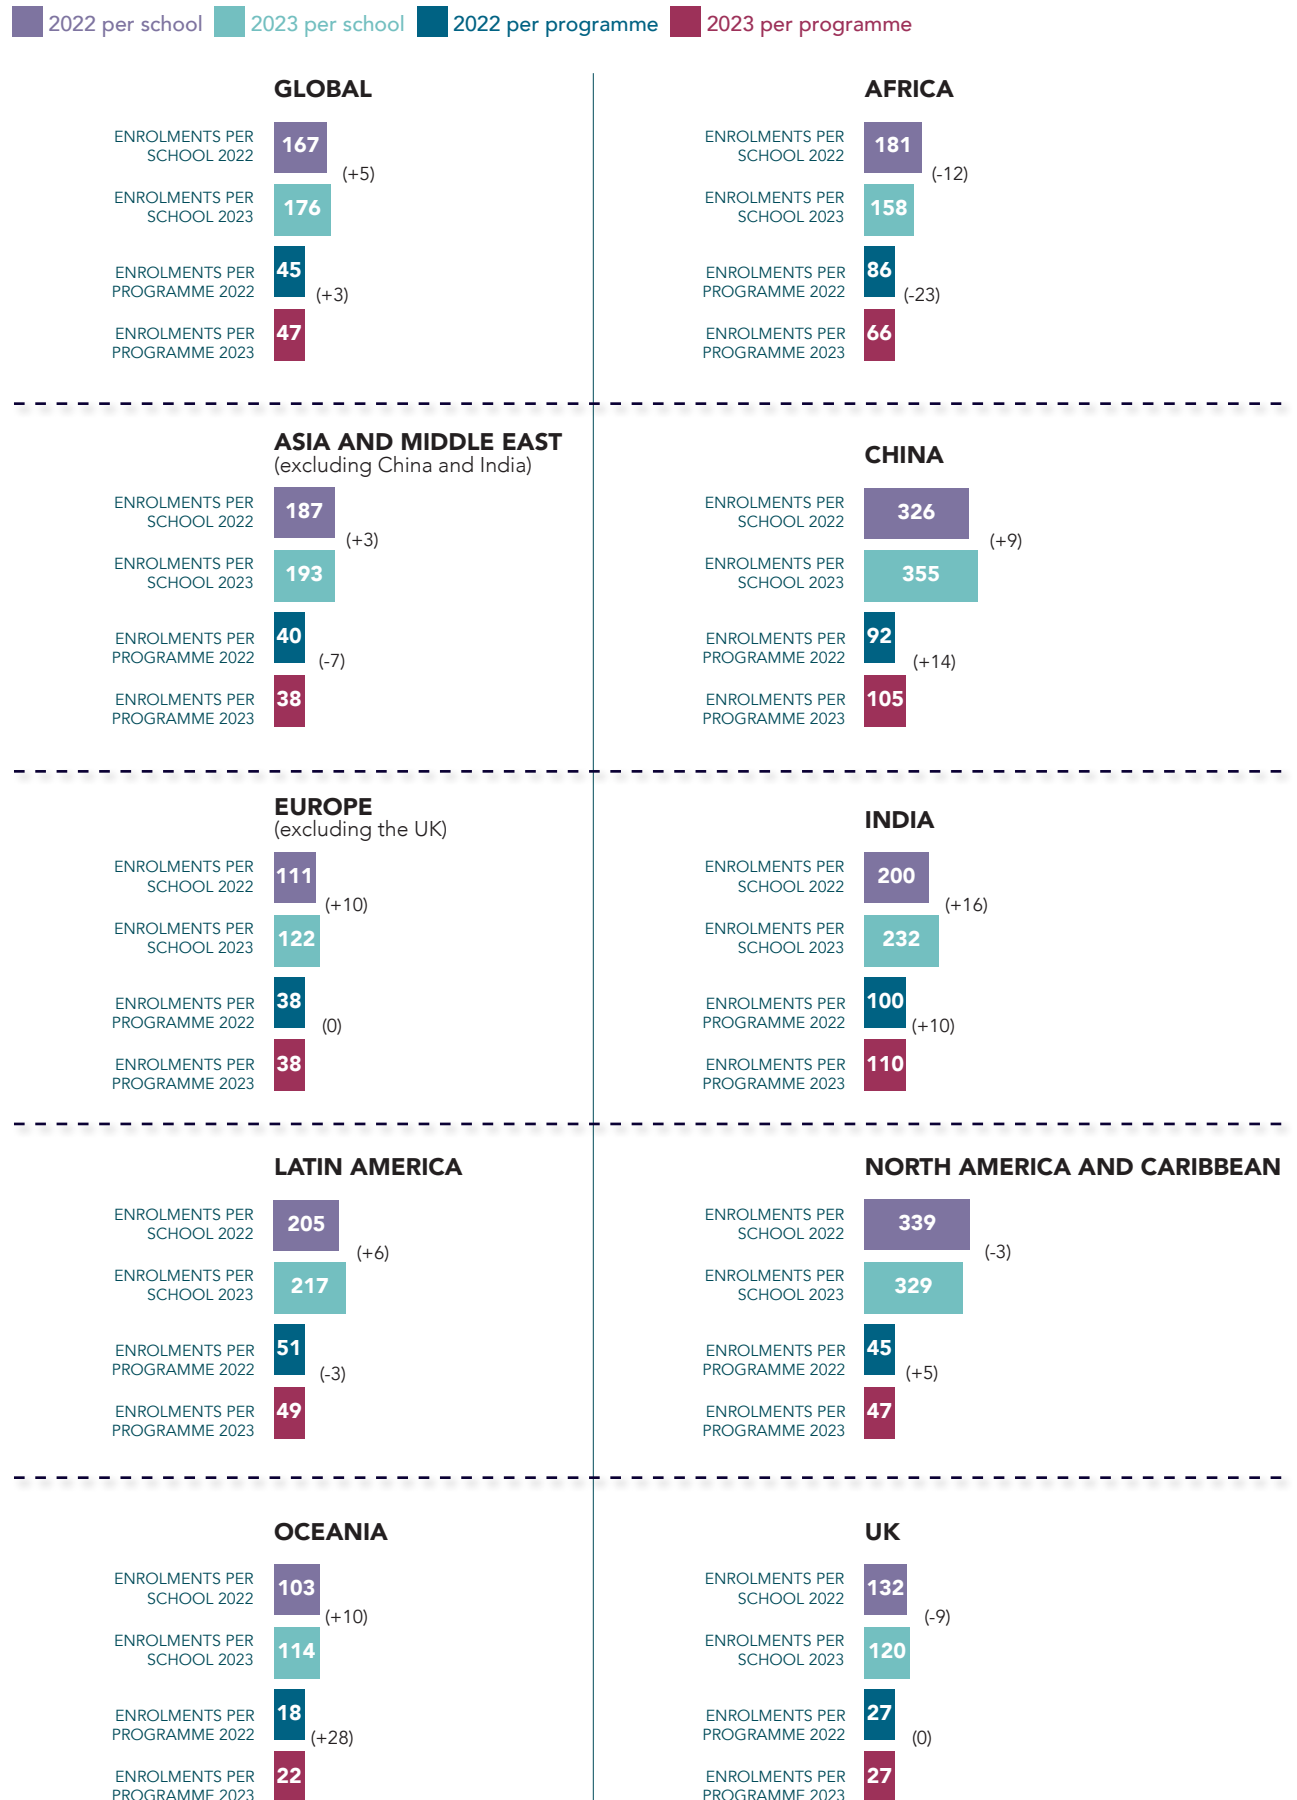 2022 per school 2023 per school 2022 per programme 2023 per programme
GLOBAL
ENROLMENTS PER
SCHOOL 2022
167
(+5)
ENROLMENTS PER
SCHOOL 2023
176
ENROLMENTS PER
PROGRAMME 2022
45
(+3)
ENROLMENTS PER
PROGRAMME 2023
47
AFRICA
ENROLMENTS PER
SCHOOL 2022
181
(-12)
ENROLMENTS PER
SCHOOL 2023
158
ENROLMENTS PER
PROGRAMME 2022
86
(-23)
ENROLMENTS PER
PROGRAMME 2023
66
ASIA AND MIDDLE EAST
(excluding China and India)
ENROLMENTS PER
SCHOOL 2022
187
(+3)
ENROLMENTS PER
SCHOOL 2023
193
ENROLMENTS PER
PROGRAMME 2022
40
(-7)
ENROLMENTS PER
PROGRAMME 2023
38
CHINA
ENROLMENTS PER
SCHOOL 2022
326
(+9)
ENROLMENTS PER
SCHOOL 2023
355
ENROLMENTS PER
PROGRAMME 2022
92
(+14)
ENROLMENTS PER
PROGRAMME 2023
105
EUROPE
(excluding the UK)
ENROLMENTS PER
SCHOOL 2022
111
(+10)
ENROLMENTS PER
SCHOOL 2023
122
ENROLMENTS PER
PROGRAMME 2022
38
(0)
ENROLMENTS PER
PROGRAMME 2023
38
INDIA
ENROLMENTS PER
SCHOOL 2022
200
(+16)
ENROLMENTS PER
SCHOOL 2023
232
ENROLMENTS PER
PROGRAMME 2022
100
(+10)
ENROLMENTS PER
PROGRAMME 2023
110
LATIN AMERICA
ENROLMENTS PER
SCHOOL 2022
205
(+6)
ENROLMENTS PER
SCHOOL 2023
217
ENROLMENTS PER
PROGRAMME 2022
51
(-3)
ENROLMENTS PER
PROGRAMME 2023
49
NORTH AMERICA AND CARIBBEAN
ENROLMENTS PER
SCHOOL 2022
339
(-3)
ENROLMENTS PER
SCHOOL 2023
329
ENROLMENTS PER
PROGRAMME 2022
45
(+5)
ENROLMENTS PER
PROGRAMME 2023
47
OCEANIA
ENROLMENTS PER
SCHOOL 2022
103
(+10)
ENROLMENTS PER
SCHOOL 2023
114
ENROLMENTS PER
PROGRAMME 2022
18
(+28)
ENROLMENTS PER
PROGRAMME 2023
22
UK
ENROLMENTS PER
SCHOOL 2022
132
(-9)
ENROLMENTS PER
SCHOOL 2023
120
ENROLMENTS PER
PROGRAMME 2022
27
(0)
ENROLMENTS PER
PROGRAMME 2023
27